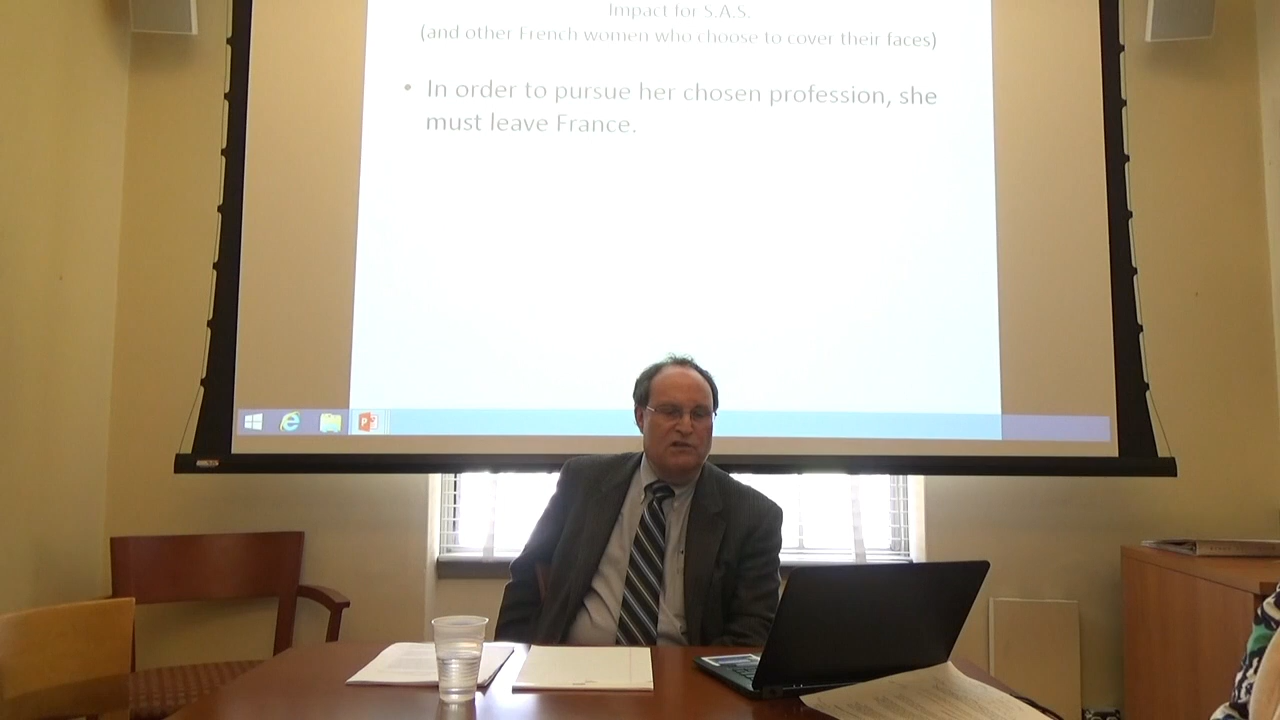 Impact for S.A.S.
(and other French women who choose to cover their faces)
• In order to pursue her chosen profession, she
must leave France.